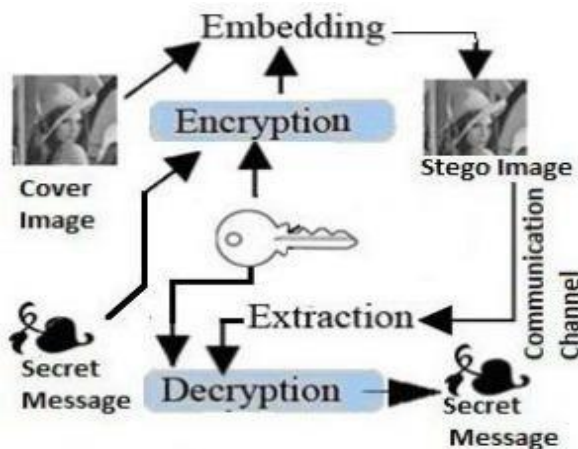 Embedding
Encryption
Cover
Image
Stego Image
Communication
Channel
Secret
Message
Extraction
Decryption
Secret
Message